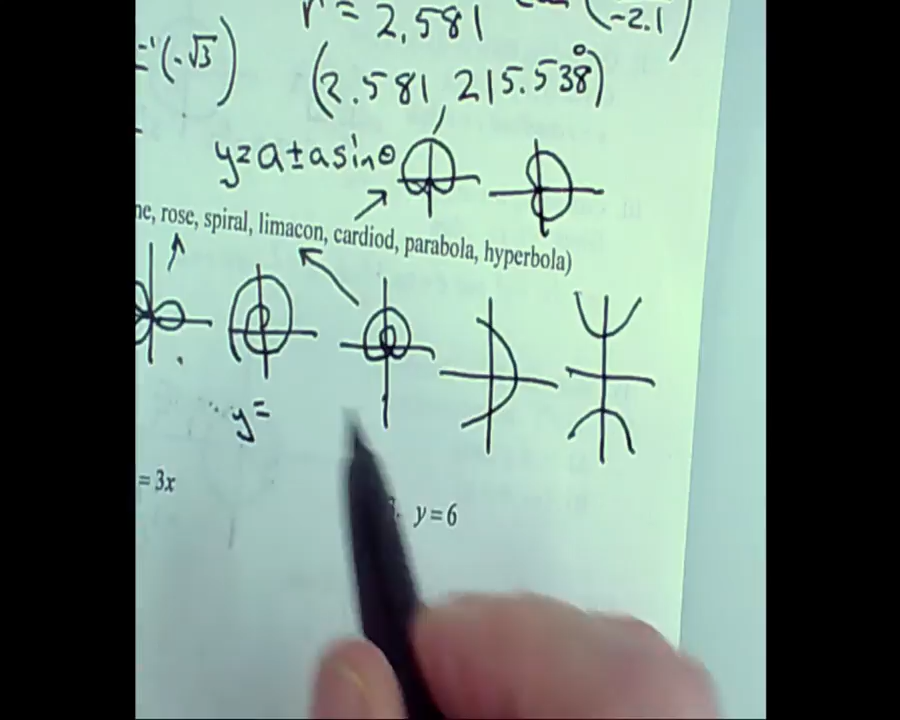 r = 2.581
(-2.1)
=⁻¹(-√3)
(2.581, 215.538°)
y=a±asinθ
ne, rose, spiral, limacon, cardiod, parabola, hyperbola)
y=
= 3x
y = 6